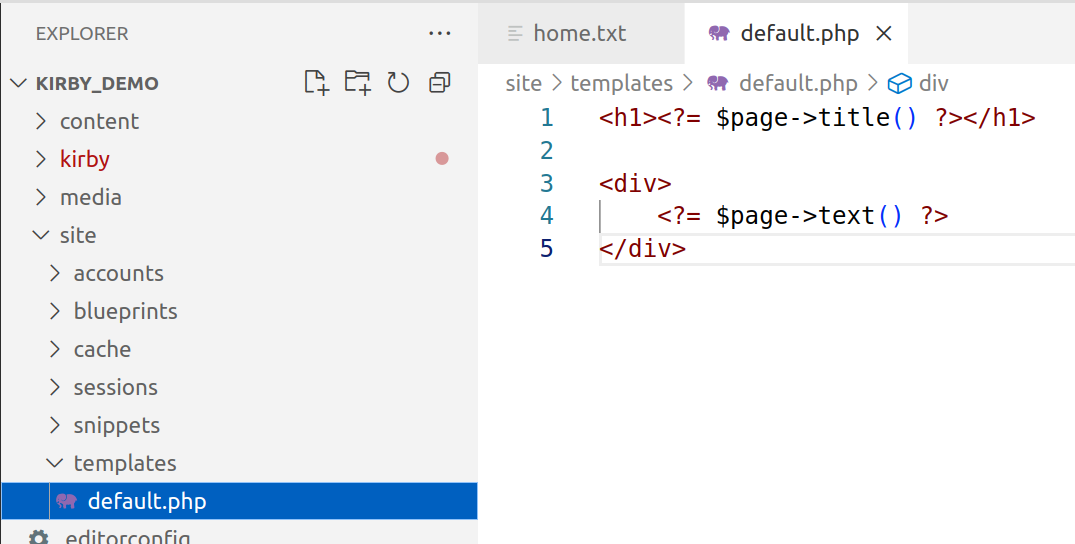 EXPLORER
KIRBY_DEMO
content
kirby
media
site
accounts
blueprints
cache
sessions
snippets
templates
default.php
.editorconfig
home.txt
default.php
site > templates > default.php > div
1 <h1><?= $page->title() ?></h1>
2
3 <div>
4     <?= $page->text() ?>
5 </div>